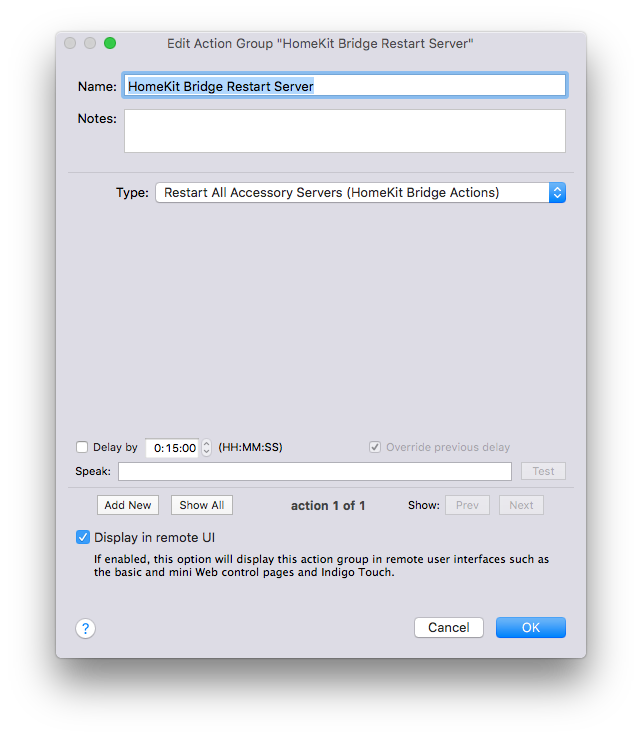 Edit Action Group "HomeKit Bridge Restart Server"
Name: HomeKit Bridge Restart Server
Notes:
Type: Restart All Accessory Servers (HomeKit Bridge Actions)
Delay by 0:15:00 (HH:MM:SS) Override previous delay
Speak: Test
Add New Show All action 1 of 1 Show: Prev Next
Display in remote UI
If enabled, this option will display this action group in remote user interfaces such as
the basic and mini Web control pages and Indigo Touch.
? Cancel OK